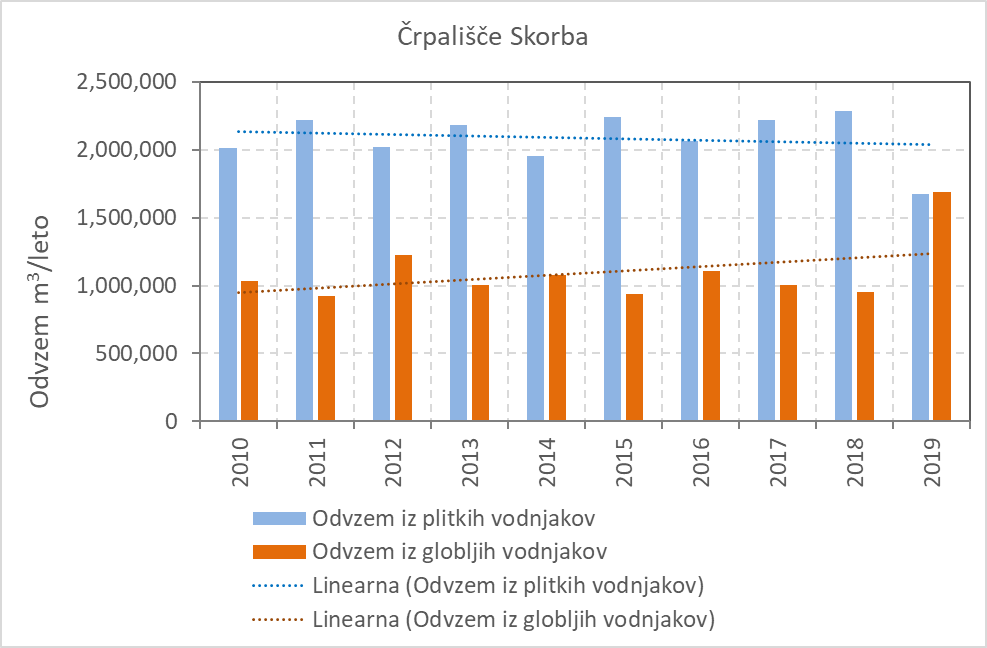 Črpališče Skorba
Odvzem m³/leto
2,500,000
2,000,000
1,500,000
1,000,000
500,000
0
2010
2011
2012
2013
2014
2015
2016
2017
2018
2019
Odvzem iz plitkih vodnjakov
Odvzem iz globljih vodnjakov
Linearna (Odvzem iz plitkih vodnjakov)
Linearna (Odvzem iz globljih vodnjakov)